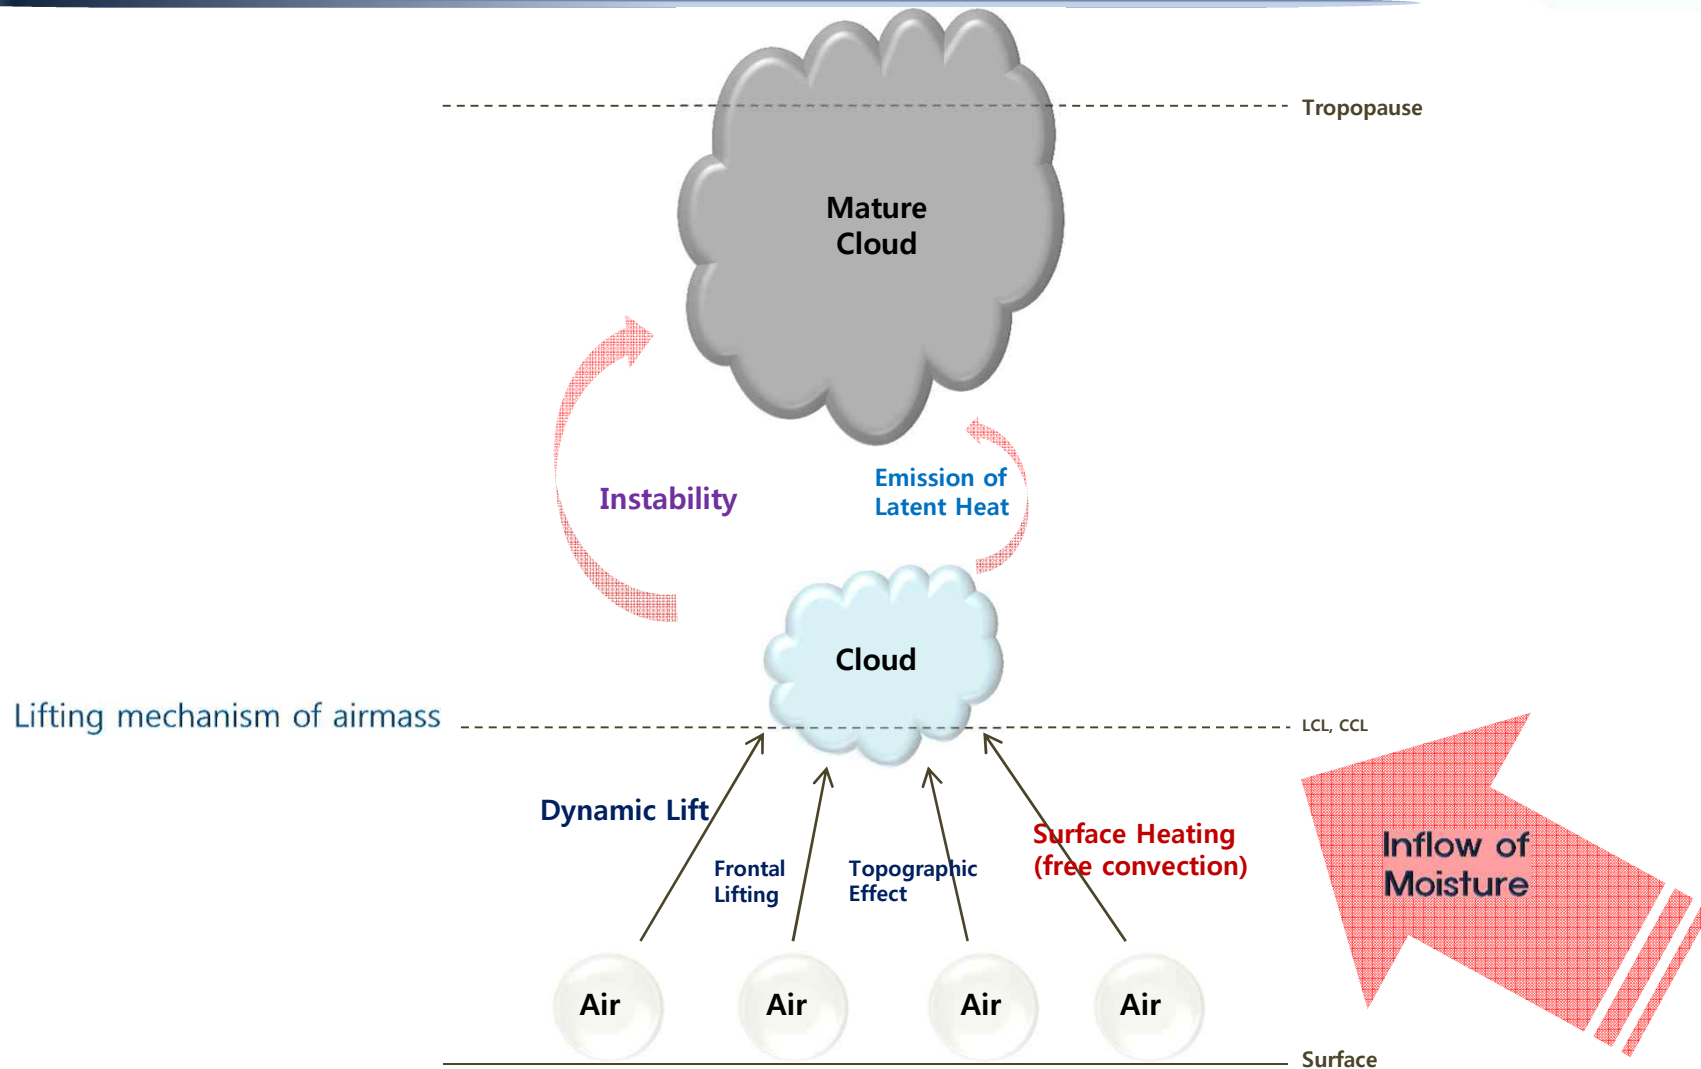 Tropopause
Mature
Cloud
Instability
Emission of
Latent Heat
Cloud
Lifting mechanism of airmass
LCL, CCL
Dynamic Lift
Frontal
Lifting
Topographic
Effect
Surface Heating
(free convection)
Inflow of
Moisture
Air
Air
Air
Air
Surface